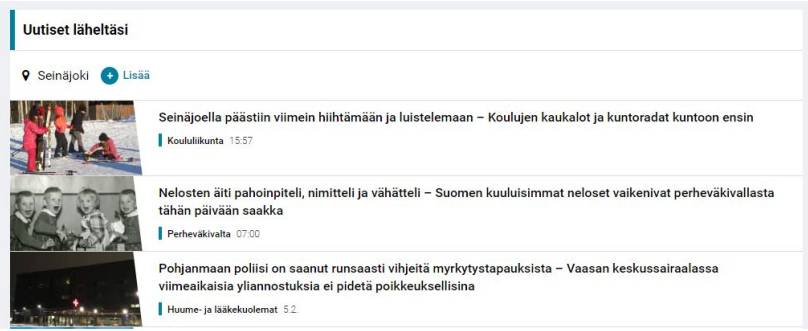 Uutiset läheltäsi
Seinäjoki + Lisää
Seinäjoella päästiin viimein hiihtämään ja luistelemaan – Koulujen kaukalot ja kuntoradat kuntoon ensin
Koululiikunta 15:57
Nelosten äiti pahoinpiteli, nimitteli ja vähätteli – Suomen kuuluisimmat neloset vaikenivat perheväkivallasta
tähän päivään saakka
Perheväkivalta 07:00
Pohjanmaan poliisi on saanut runsaasti vihjeitä myrkytystapauksista – Vaasan keskussairaalassa
viimeaikaisia yliannostuksia ei pidetä poikkeuksellisina
Huume- ja lääkekuolemat 5.2.